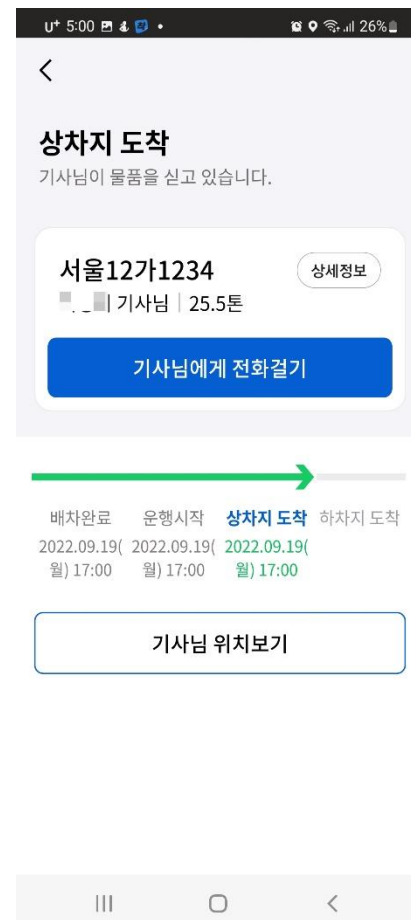 U+ 5:00
26%
상차지 도착
기사님이 물품을 싣고 있습니다.
서울12가1234
상세정보
기사님 25.5톤
기사님에게 전화걸기
배차완료 운행시작 상차지 도착 하차지 도착
2022.09.19( 2022.09.19( 2022.09.19(
월) 17:00 월) 17:00 월) 17:00
기사님 위치보기